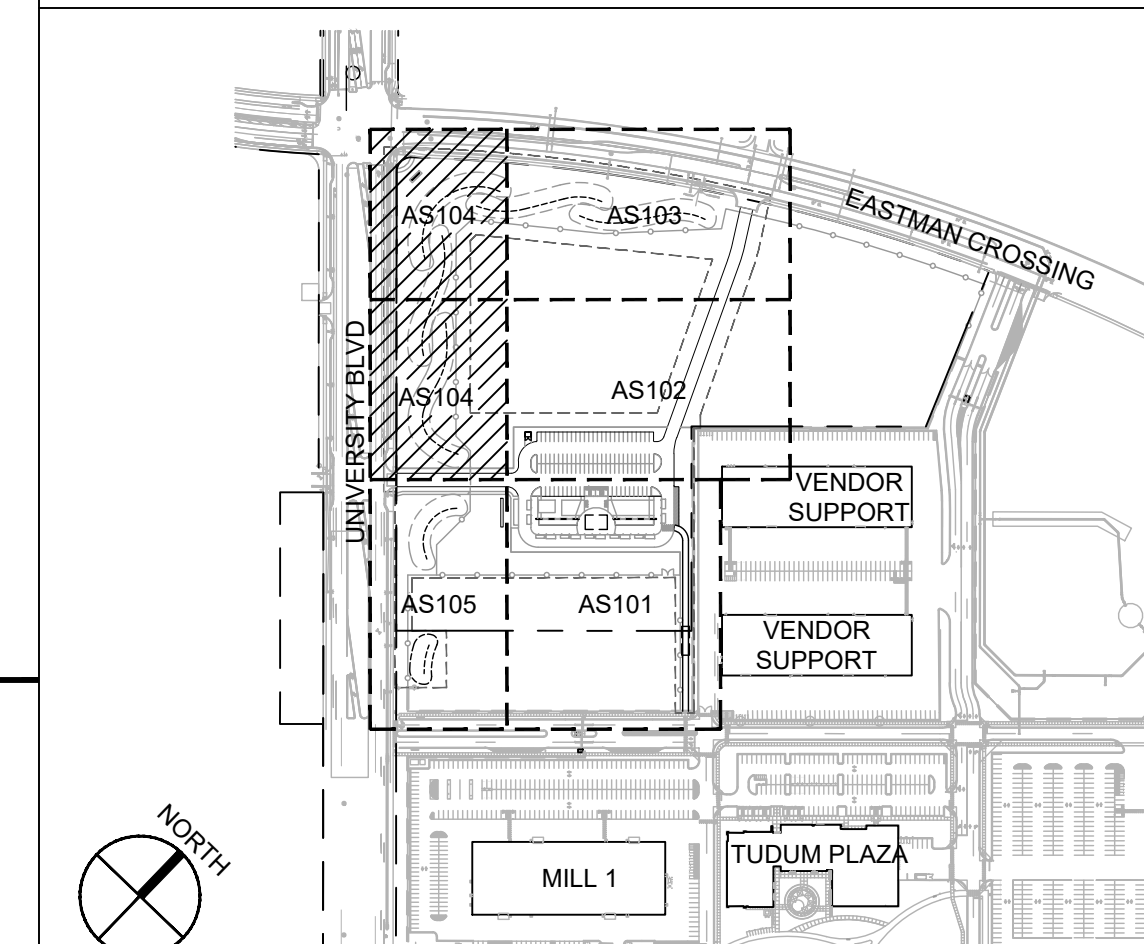 AS104
AS103
EASTMAN CROSSING
UNIVERSITY BLVD
AS104
AS102
VENDOR
SUPPORT
AS105
AS101
VENDOR
SUPPORT
NORTH
MILL 1
TUDUM PLAZA